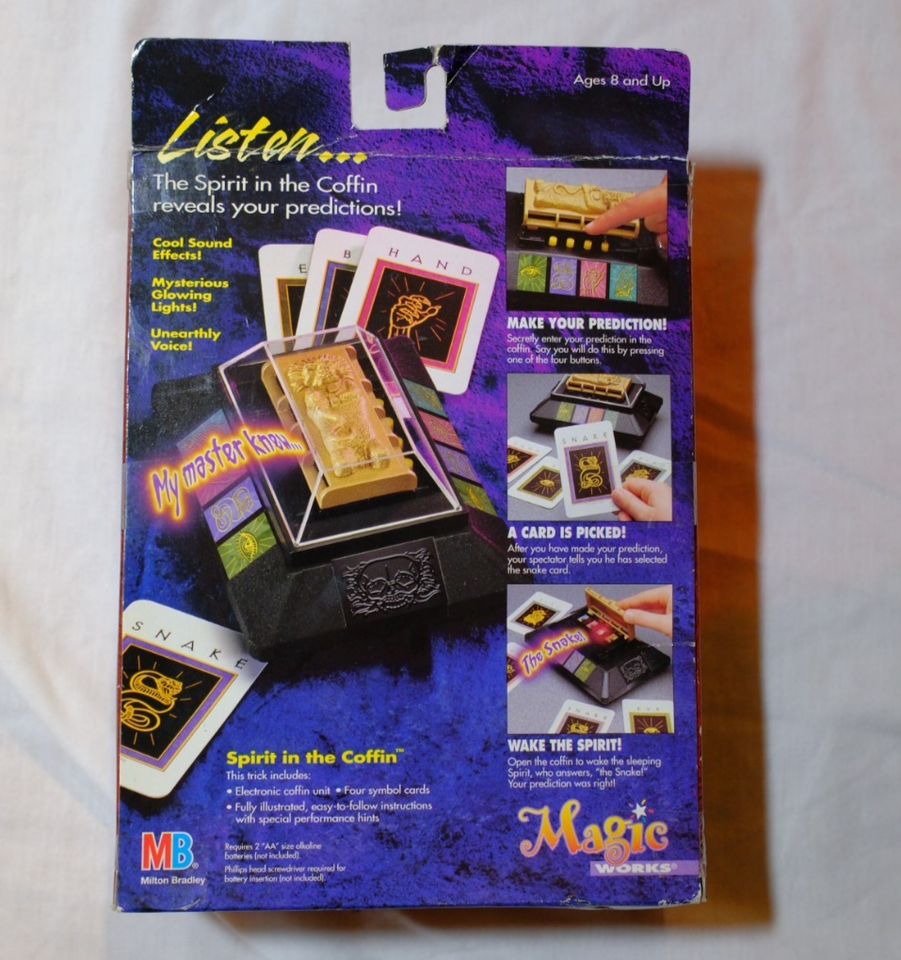 Ages 8 and Up
Listen...
The Spirit in the Coffin
reveals your predictions!
Cool Sound
Effects!
Mysterious
Glowing
Lights!
Unearthly
Voice!
E
B
HAND
My master knew...
SNAKE
MAKE YOUR PREDICTION!
Secretly enter your prediction in the
coffin. Say you will do this by pressing
one of the four buttons.
SNAKE
A CARD IS PICKED!
After you have made your prediction,
your spectator tells you he has selected
the snake card.
The Snake!
SNAKE
EYE
WAKE THE SPIRIT!
Open the coffin to wake the sleeping
Spirit, who answers, "the Snake!"
Your prediction was right!
Spirit in the Coffin™
This trick includes:
• Electronic coffin unit • Four symbol cards
• Fully illustrated, easy-to-follow instructions
with special performance hints
MB®
Milton Bradley
Requires 2 "AA" size alkaline
batteries (not included).
Phillips head screwdriver required for
battery insertion (not included).
Magic
WORKS®